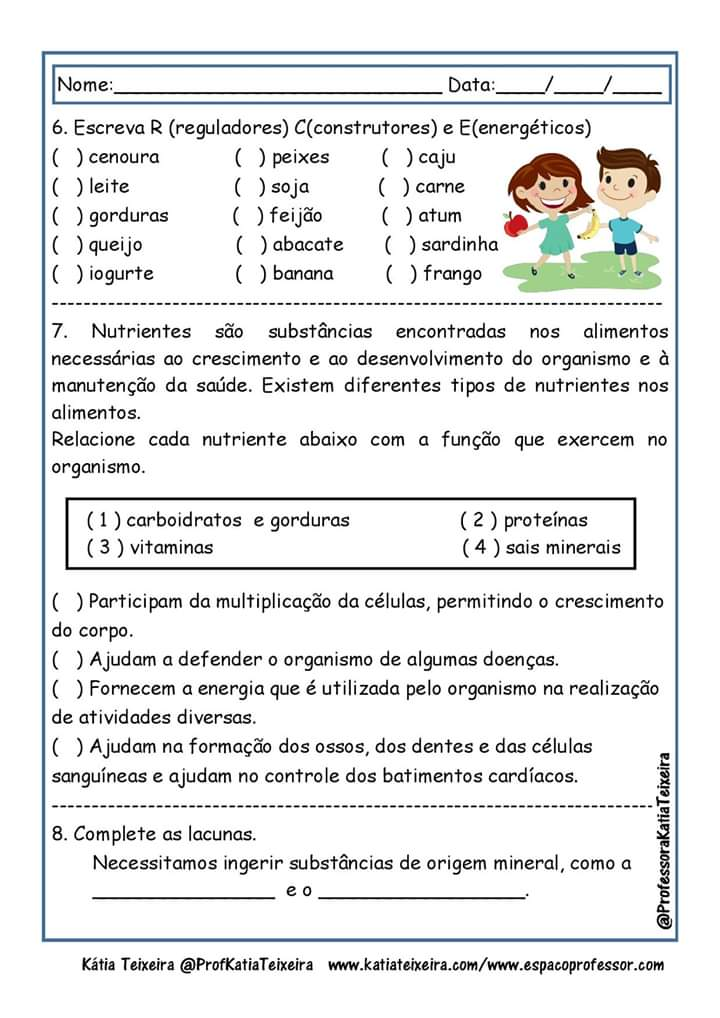 Nome:______________________________ Data:____/____/____
6. Escreva R (reguladores) C(construtores) e E(energéticos)
(   ) cenoura (   ) peixes (   ) caju
(   ) leite (   ) soja (   ) carne
(   ) gorduras (   ) feijão (   ) atum
(   ) queijo (   ) abacate (   ) sardinha
(   ) iogurte (   ) banana (   ) frango
7. Nutrientes são substâncias encontradas nos alimentos
necessárias ao crescimento e ao desenvolvimento do organismo e à
manutenção da saúde. Existem diferentes tipos de nutrientes nos
alimentos.
Relacione cada nutriente abaixo com a função que exercem no
organismo.
( 1 ) carboidratos e gorduras ( 2 ) proteínas
( 3 ) vitaminas ( 4 ) sais minerais
(   ) Participam da multiplicação da células, permitindo o crescimento
do corpo.
(   ) Ajudam a defender o organismo de algumas doenças.
(   ) Fornecem a energia que é utilizada pelo organismo na realização
de atividades diversas.
(   ) Ajudam na formação dos ossos, dos dentes e das células
sanguíneas e ajudam no controle dos batimentos cardíacos.
8. Complete as lacunas.
Necessitamos ingerir substâncias de origem mineral, como a
________________ e o __________________.
@ProfessoraKatiaTeixeira
Kátia Teixeira @ProfKatiaTeixeira www.katiateixeira.com/www.espacoprofessor.com